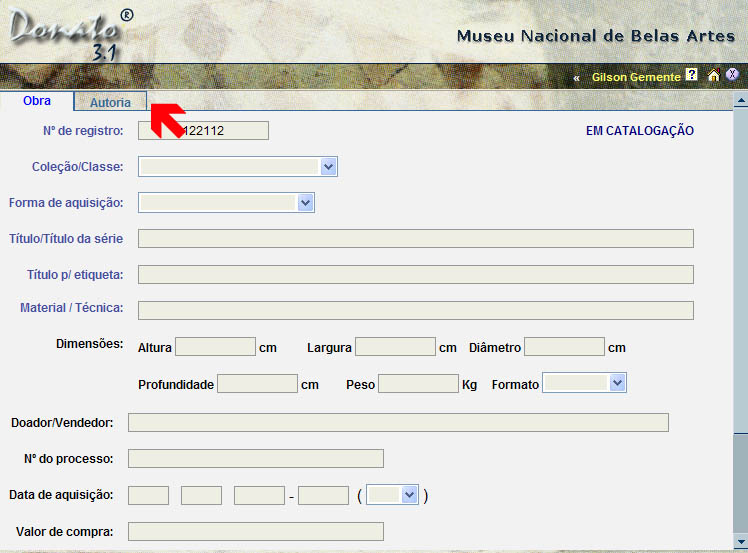 Donato ®
3.1
Museu Nacional de Belas Artes
« Gilson Gemente ? X
Obra Autoria
Nº de registro: 122112 EM CATALOGAÇÃO
Coleção/Classe:
Forma de aquisição:
Título/Título da série
Título p/ etiqueta:
Material / Técnica:
Dimensões: Altura cm Largura cm Diâmetro cm
Profundidade cm Peso Kg Formato
Doador/Vendedor:
Nº do processo:
Data de aquisição: - ( )
Valor de compra: